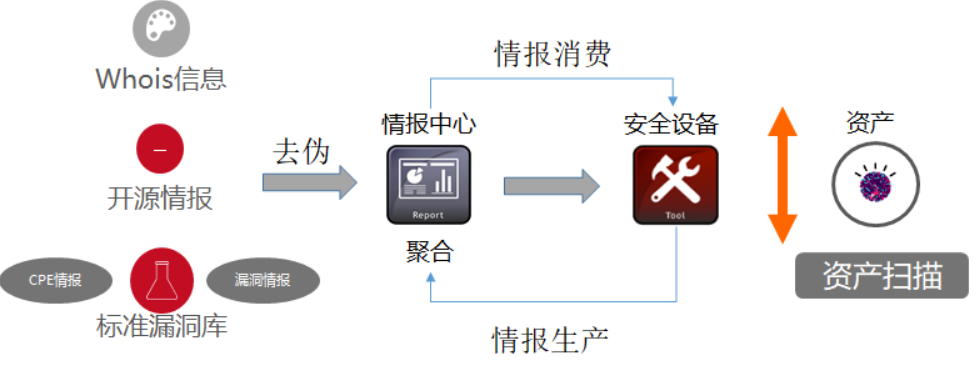 Whois信息
开源情报
CPE情报
漏洞情报
标准漏洞库
去伪
情报消费
情报中心
Report
聚合
安全设备
Tool
情报生产
资产
资产扫描